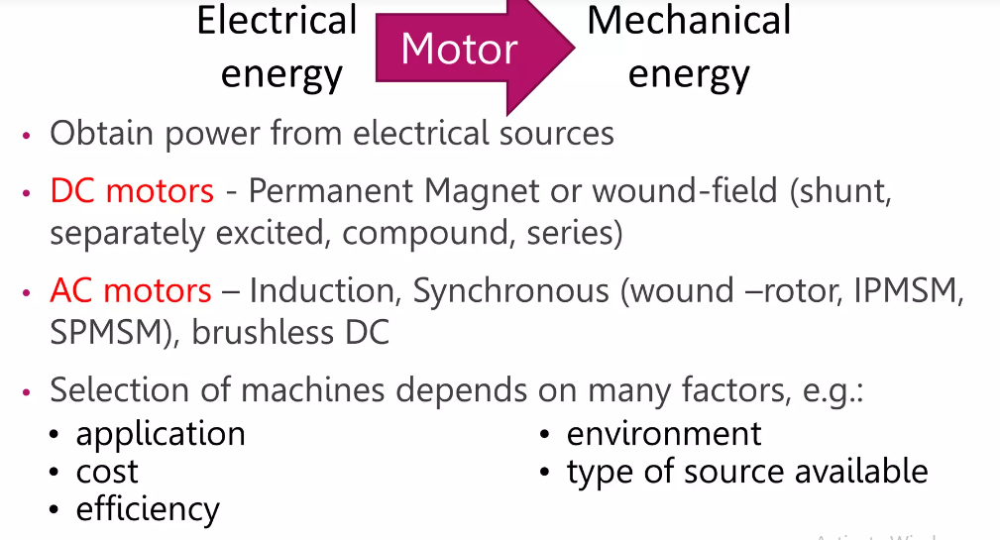 Electrical energy
Motor
Mechanical energy
• Obtain power from electrical sources
• DC motors - Permanent Magnet or wound-field (shunt,
separately excited, compound, series)
• AC motors – Induction, Synchronous (wound –rotor, IPMSM,
SPMSM), brushless DC
• Selection of machines depends on many factors, e.g.:
• application
• cost
• efficiency
• environment
• type of source available